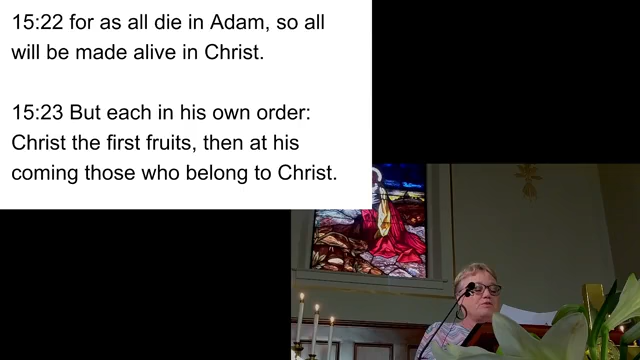 15:22 for as all die in Adam, so all
will be made alive in Christ.
15:23 But each in his own order:
Christ the first fruits, then at his
coming those who belong to Christ.